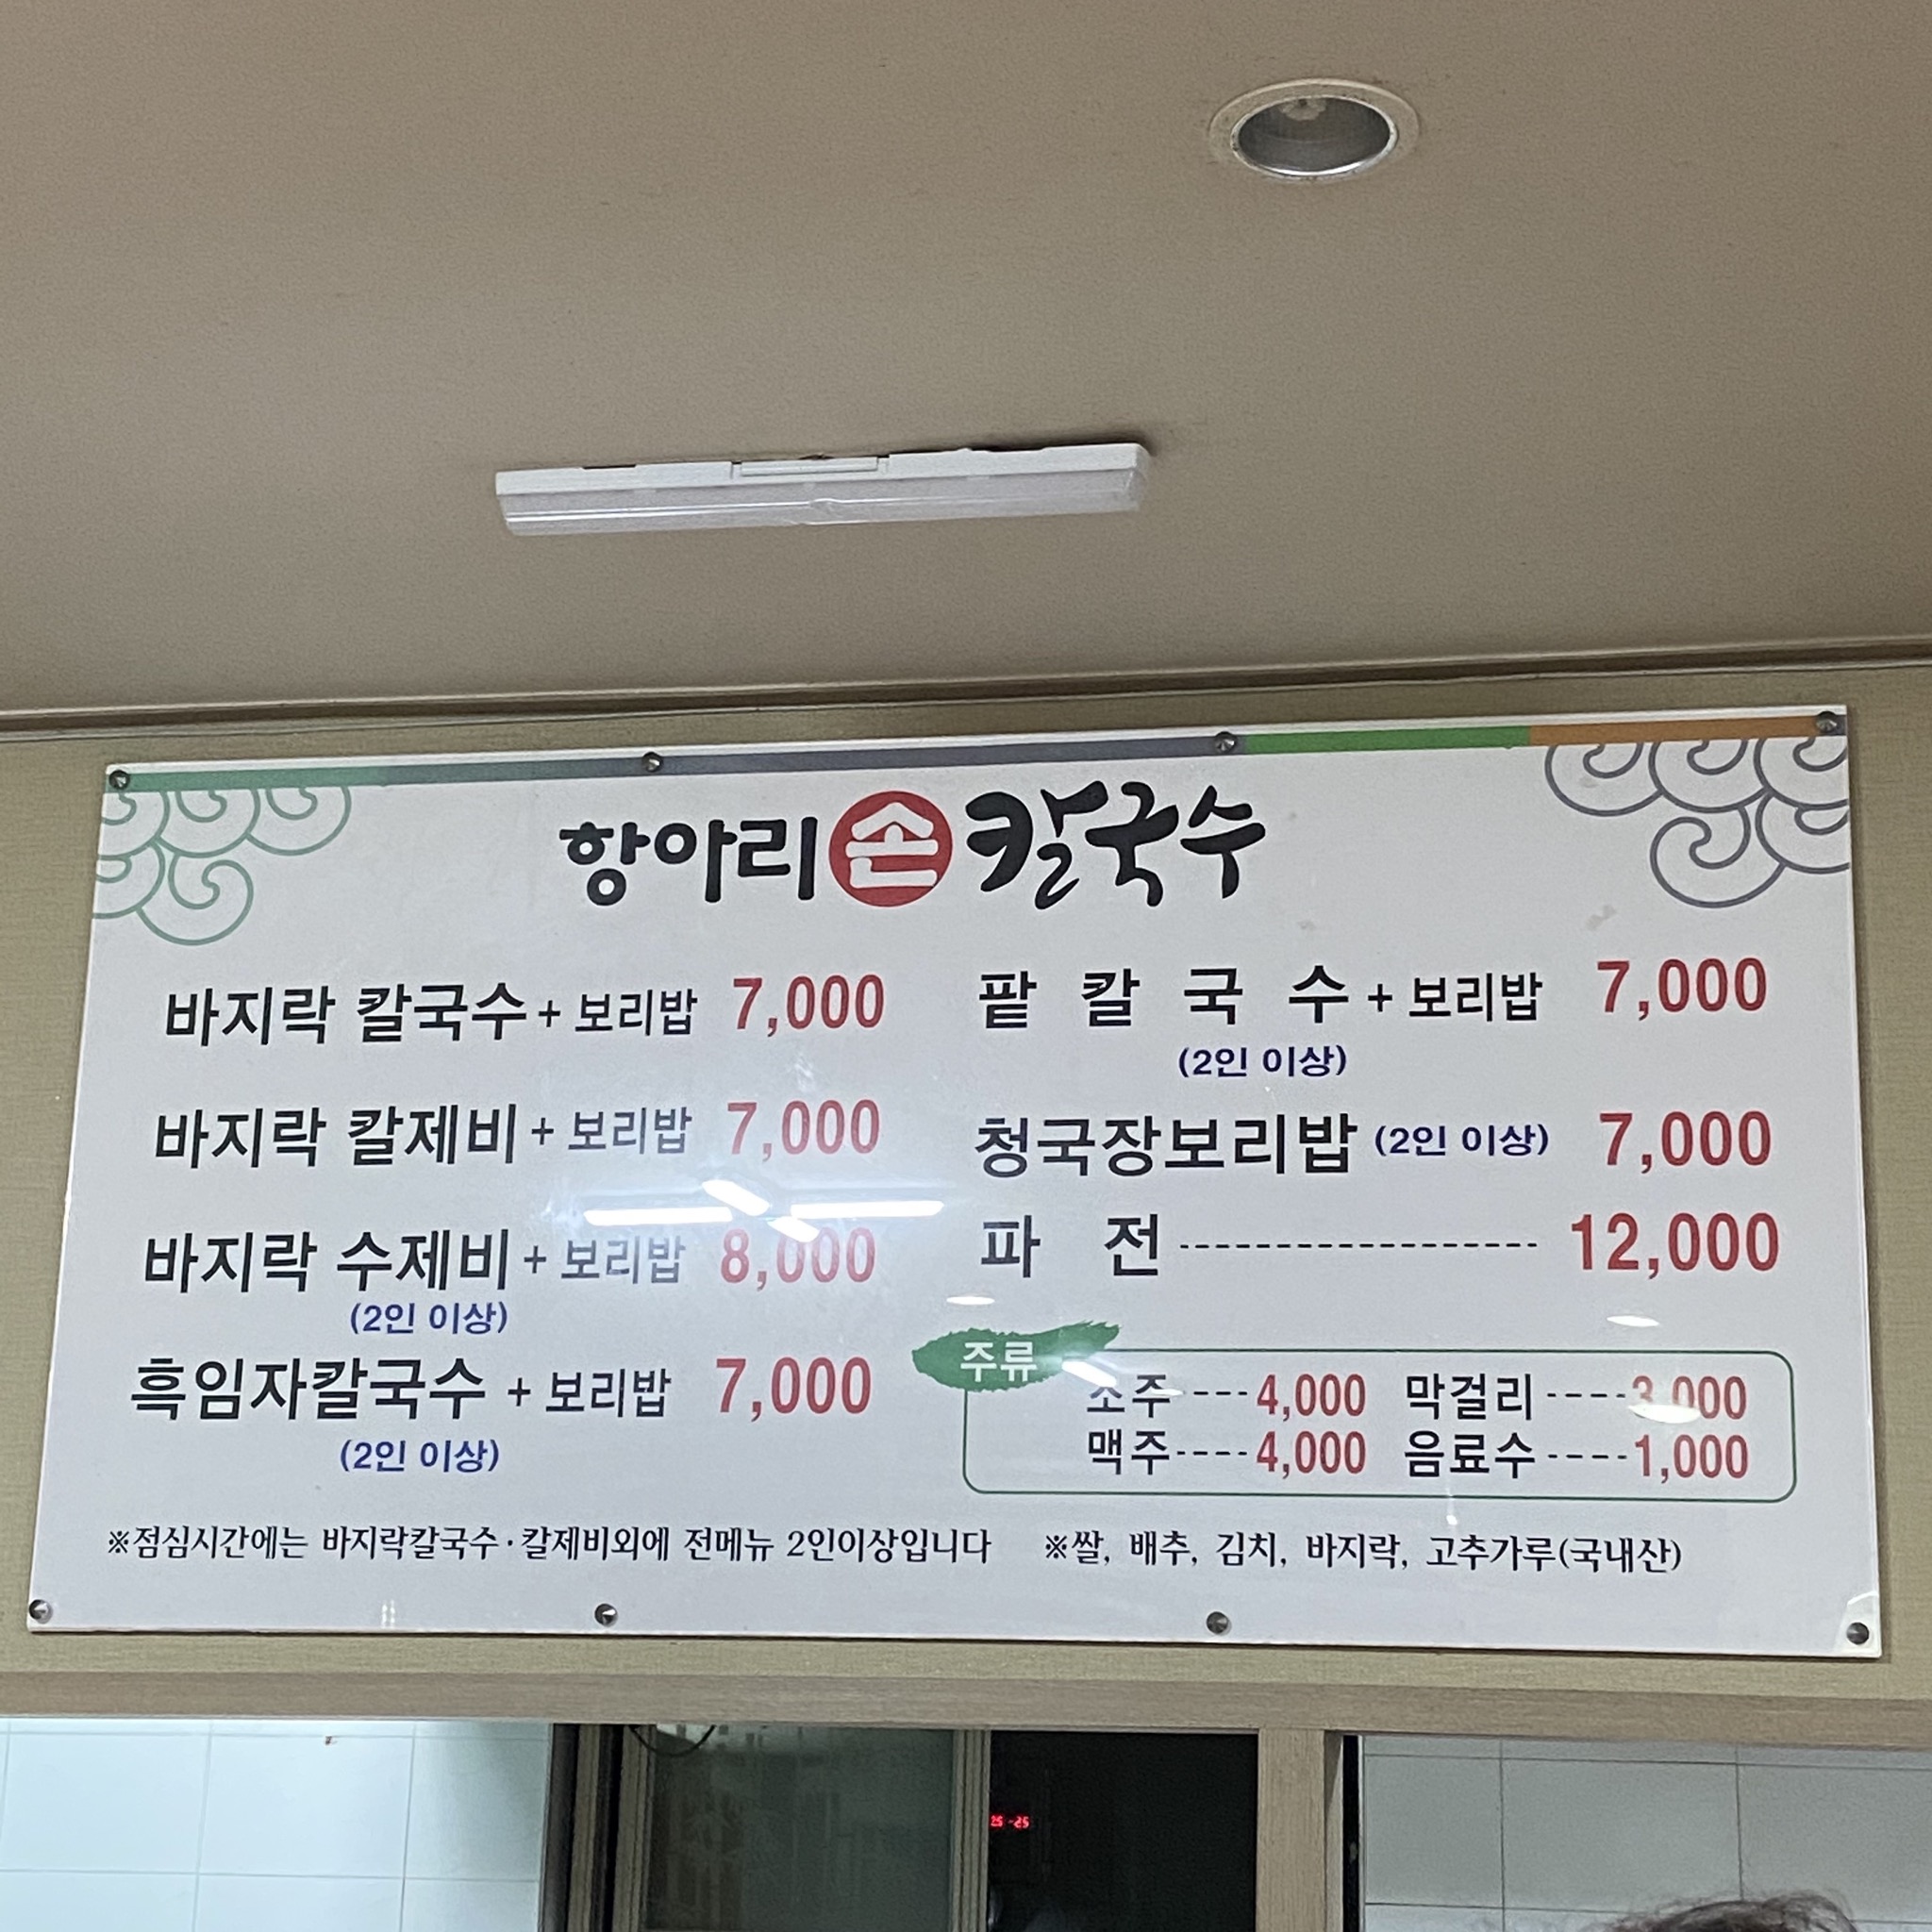 항아리손칼국수
바지락 칼국수 + 보리밥 7,000
바지락 칼제비 + 보리밥 7,000
바지락 수제비 + 보리밥 8,000
(2인 이상)
흑임자칼국수 + 보리밥 7,000
(2인 이상)
팥 칼 국 수 + 보리밥 7,000
(2인 이상)
청국장보리밥 (2인 이상) 7,000
파 전 ------------------ 12,000
주류
소주 ---4,000 막걸리 ----3,000
맥주----4,000 음료수 ----1,000
※점심시간에는 바지락칼국수·칼제비외에 전메뉴 2인이상입니다
※쌀, 배추, 김치, 바지락, 고추가루(국내산)